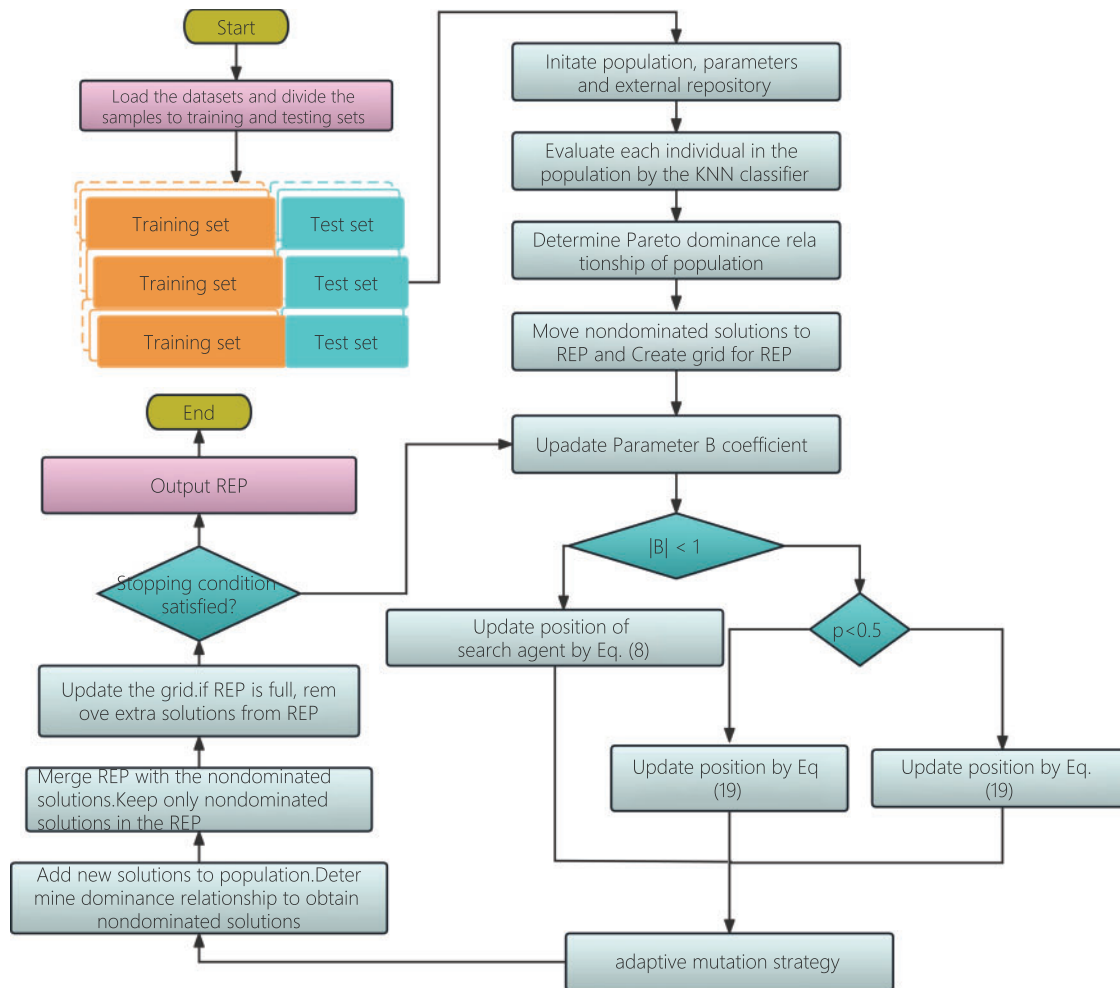 Start
Load the datasets and divide the
samples to training and testing sets
Training set
Test set
Training set
Test set
Training set
Test set
Initate population, parameters
and external repository
Evaluate each individual in the
population by the KNN classifier
Determine Pareto dominance rela
tionship of population
Move nondominated solutions to
REP and Create grid for REP
Upadate Parameter B coefficient
|B| < 1
Update position of
search agent by Eq. (8)
p<0.5
Update position by Eq
(19)
Update position by Eq.
(19)
adaptive mutation strategy
Add new solutions to population.Deter
mine dominance relationship to obtain
nondominated solutions
Merge REP with the nondominated
solutions.Keep only nondominated
solutions in the REP
Update the grid.if REP is full, rem
ove extra solutions from REP
Stopping condition
satisfied?
Output REP
End